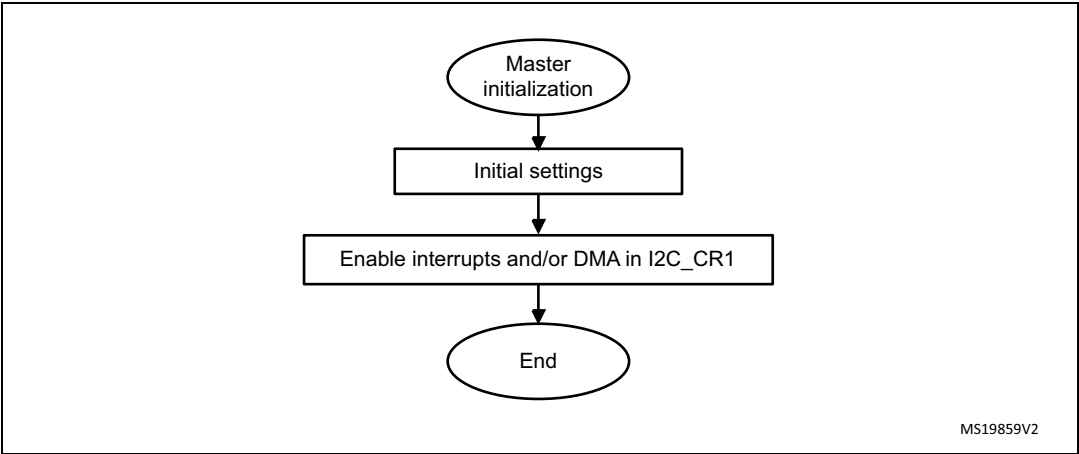 Master
initialization
Initial settings
Enable interrupts and/or DMA in I2C_CR1
End
MS19859V2